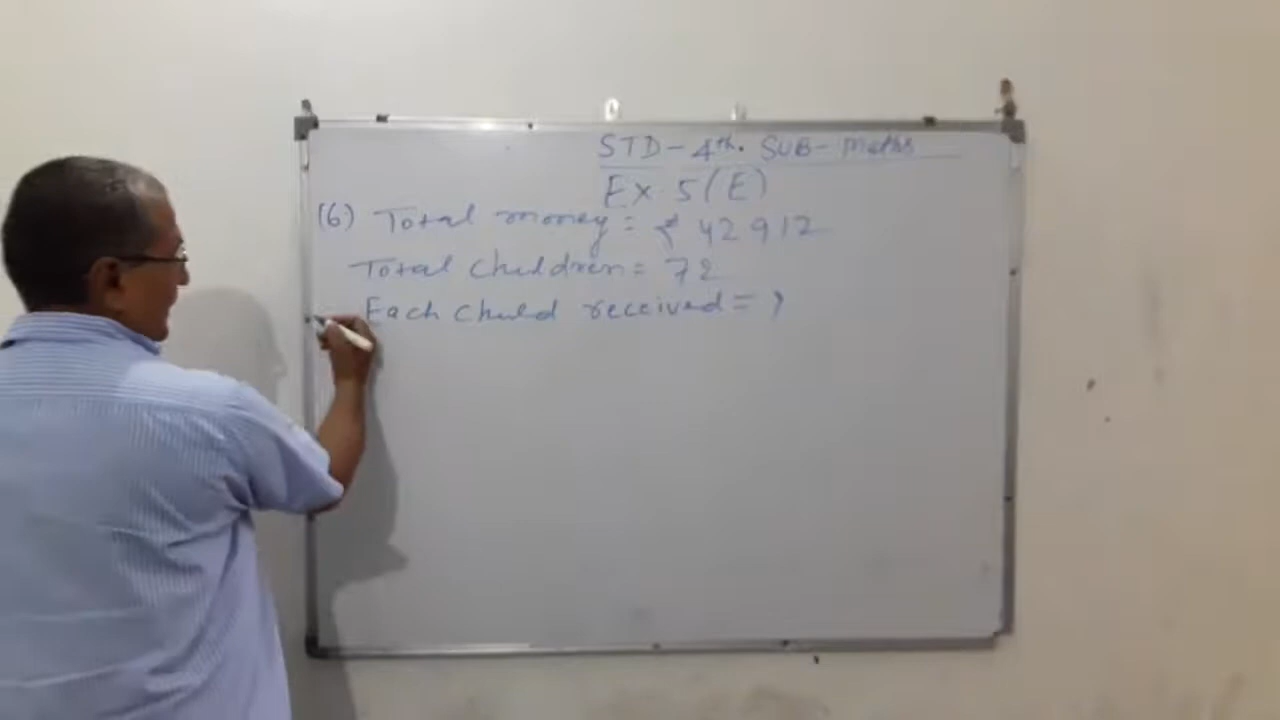 STD - 4th. SUB - Maths
Ex 5(E)
(6) Total money = ₹ 42912
Total children = 72
Each child received = ?